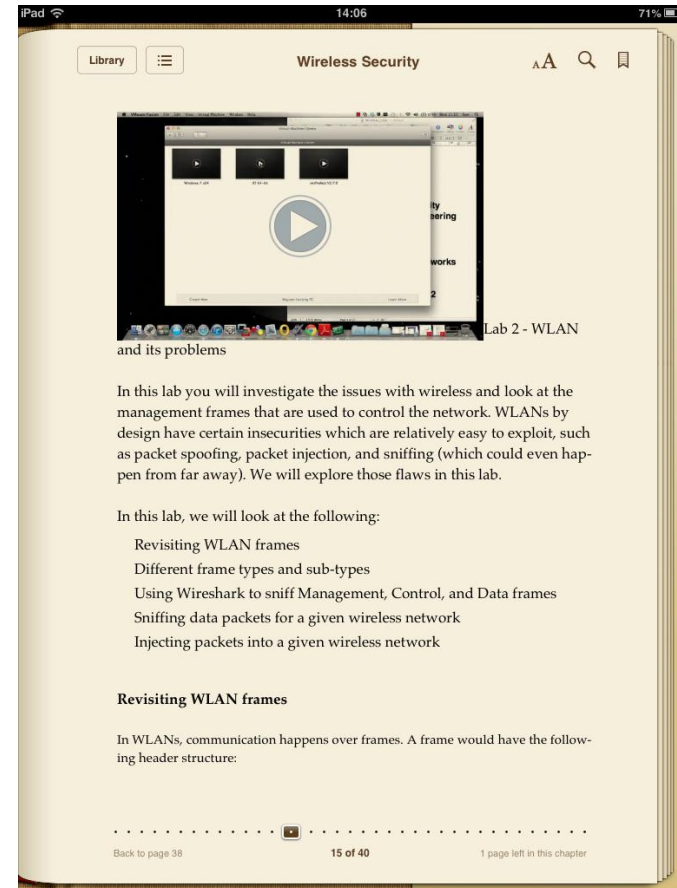 iPad 14:06 71%
Library Wireless Security AA
ity
eering
works
2
Lab 2 - WLAN
and its problems
In this lab you will investigate the issues with wireless and look at the
management frames that are used to control the network. WLANs by
design have certain insecurities which are relatively easy to exploit, such
as packet spoofing, packet injection, and sniffing (which could even hap-
pen from far away). We will explore those flaws in this lab.
In this lab, we will look at the following:
Revisiting WLAN frames
Different frame types and sub-types
Using Wireshark to sniff Management, Control, and Data frames
Sniffing data packets for a given wireless network
Injecting packets into a given wireless network
Revisiting WLAN frames
In WLANs, communication happens over frames. A frame would have the follow-
ing header structure:
Back to page 38 15 of 40 1 page left in this chapter